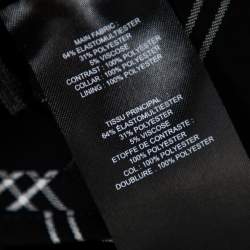 MAIN FABRIC :
64% ELASTOMULTIESTER
31% POLYESTER
5% VISCOSE
CONTRAST : 100% POLYESTER
COLLAR : 100% POLYESTER
LINING : 100% POLYESTER
TISSU PRINCIPAL :
64% ÉLASTOMULTIESTER
31% POLYESTER
5% VISCOSE
ETOFFE DE CONTRASTE :
100% POLYESTER
COL : 100% POLYESTER
DOUBLURE : 100% POLYESTER